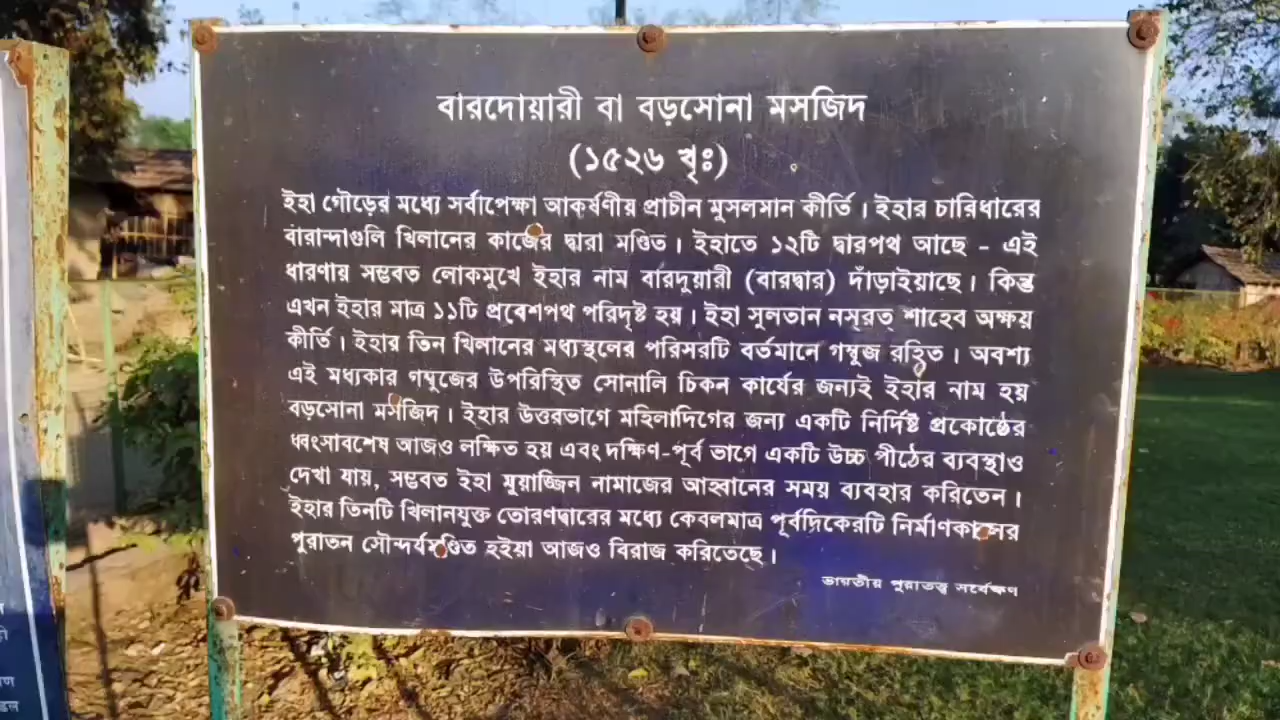 বারদোয়ারী বা বড়সোনা মসজিদ
(১৫২৬ খৃঃ)
ইহা গৌড়ের মধ্যে সর্বাপেক্ষা আকর্ষণীয় প্রাচীন মুসলমান কীর্তি। ইহার চারিধারের
বারান্দাগুলি খিলানের কাজের দ্বারা মণ্ডিত। ইহাতে ১২টি দ্বারপথ আছে - এই
ধারণায় সম্ভবত লোকমুখে ইহার নাম বারদুয়ারী (বারদ্বার) দাঁড়াইয়াছে। কিন্তু
এখন ইহার মাত্র ১১টি প্রবেশপথ পরিদৃষ্ট হয়। ইহা সুলতান নস্‌রত্‌ শাহের অক্ষয়
কীর্তি। ইহার তিন খিলানের মধ্যস্থলের পরিসরটি বর্তমানে গম্বুজ রহিত। অবশ্য
এই মধ্যকার গম্বুজের উপরিস্থিত সোনালি চিকন কার্যের জন্যই ইহার নাম হয়
বড়সোনা মসজিদ। ইহার উত্তরভাগে মহিলাদিগের জন্য একটি নির্দিষ্ট প্রকোষ্ঠের
ধ্বংসাবশেষ আজও লক্ষিত হয় এবং দক্ষিণ-পূর্ব ভাগে একটি উচ্চ পীঠের ব্যবস্থাও
দেখা যায়, সম্ভবত ইহা মুয়াজ্জিন নামাজের আহ্বানের সময় ব্যবহার করিতেন।
ইহার তিনটি খিলানযুক্ত তোরণদ্বারের মধ্যে কেবলমাত্র পূর্বদিকেরটি নির্মাণকালের
পুরাতন সৌন্দর্যমণ্ডিত হইয়া আজও বিরাজ করিতেছে।
ভারতীয় পুরাতত্ত্ব সর্বেক্ষণ